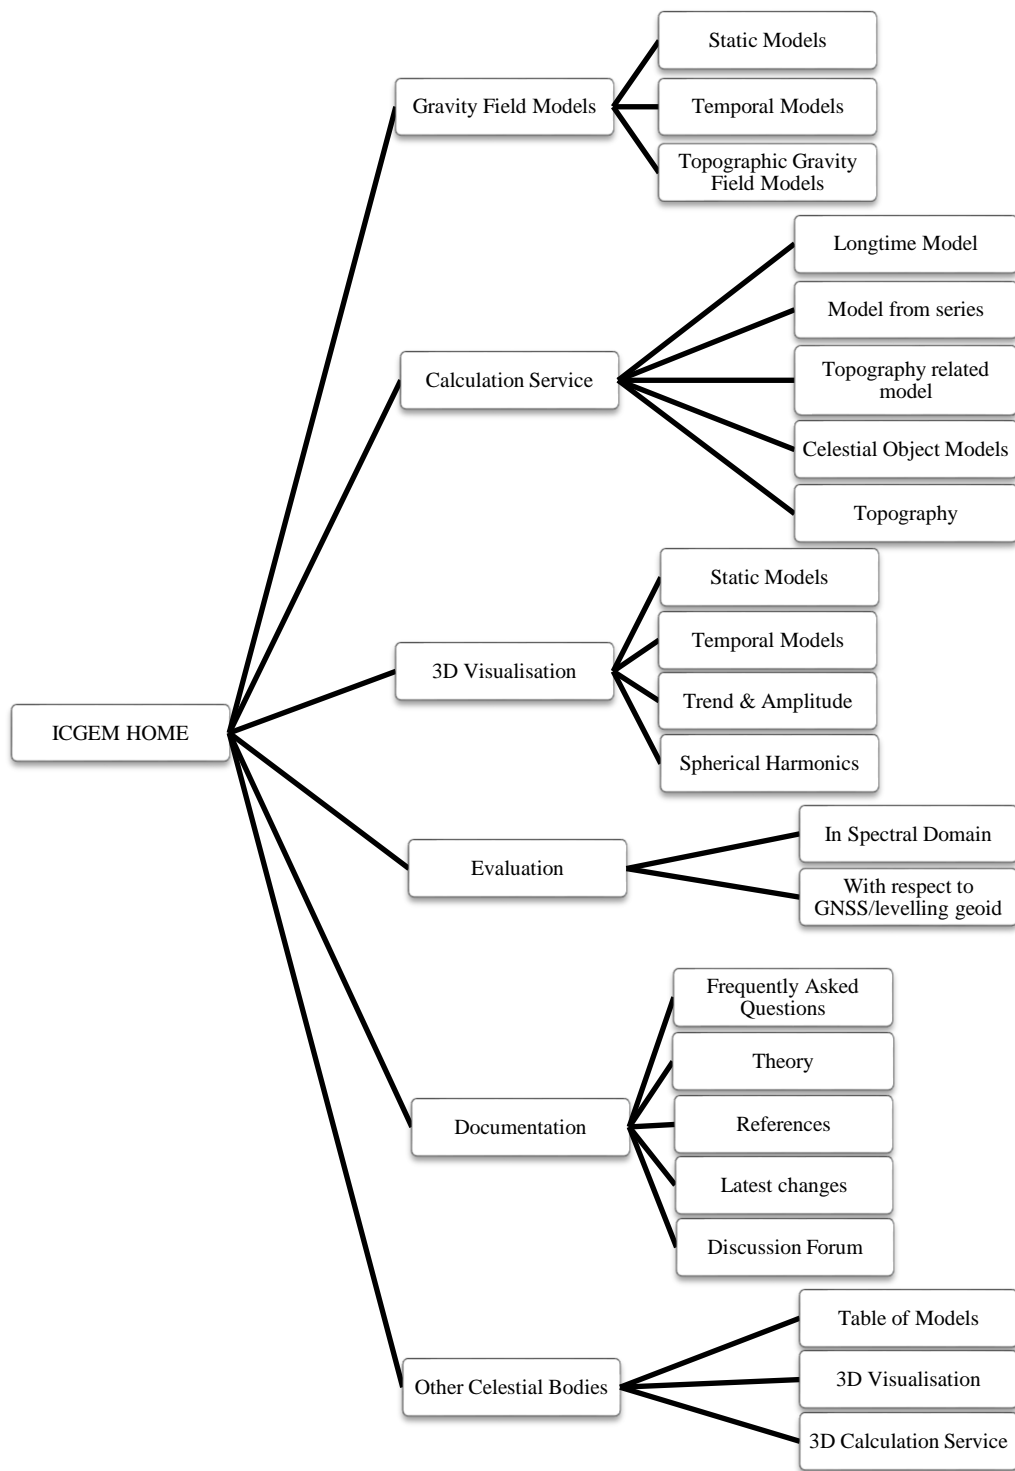 ICGEM HOME
Gravity Field Models
Static Models
Temporal Models
Topographic Gravity
Field Models
Calculation Service
Longtime Model
Model from series
Topography related
model
Celestial Object Models
Topography
3D Visualisation
Static Models
Temporal Models
Trend & Amplitude
Spherical Harmonics
Evaluation
In Spectral Domain
With respect to
GNSS/levelling geoid
Documentation
Frequently Asked
Questions
Theory
References
Latest changes
Discussion Forum
Other Celestial Bodies
Table of Models
3D Visualisation
3D Calculation Service